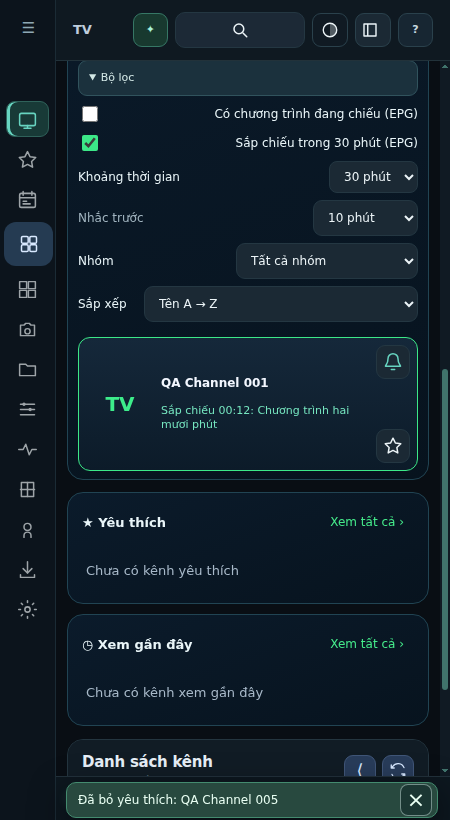 TV
?
▼ Bộ lọc
Có chương trình đang chiếu (EPG)
Sắp chiếu trong 30 phút (EPG)
Khoảng thời gian
30 phút
Nhắc trước
10 phút
Nhóm
Tất cả nhóm
Sắp xếp
Tên A → Z
TV
QA Channel 001
Sắp chiếu 00:12: Chương trình hai
mươi phút
★ Yêu thích
Xem tất cả ›
Chưa có kênh yêu thích
◷ Xem gần đây
Xem tất cả ›
Chưa có kênh xem gần đây
Danh sách kênh
Đã bỏ yêu thích: QA Channel 005